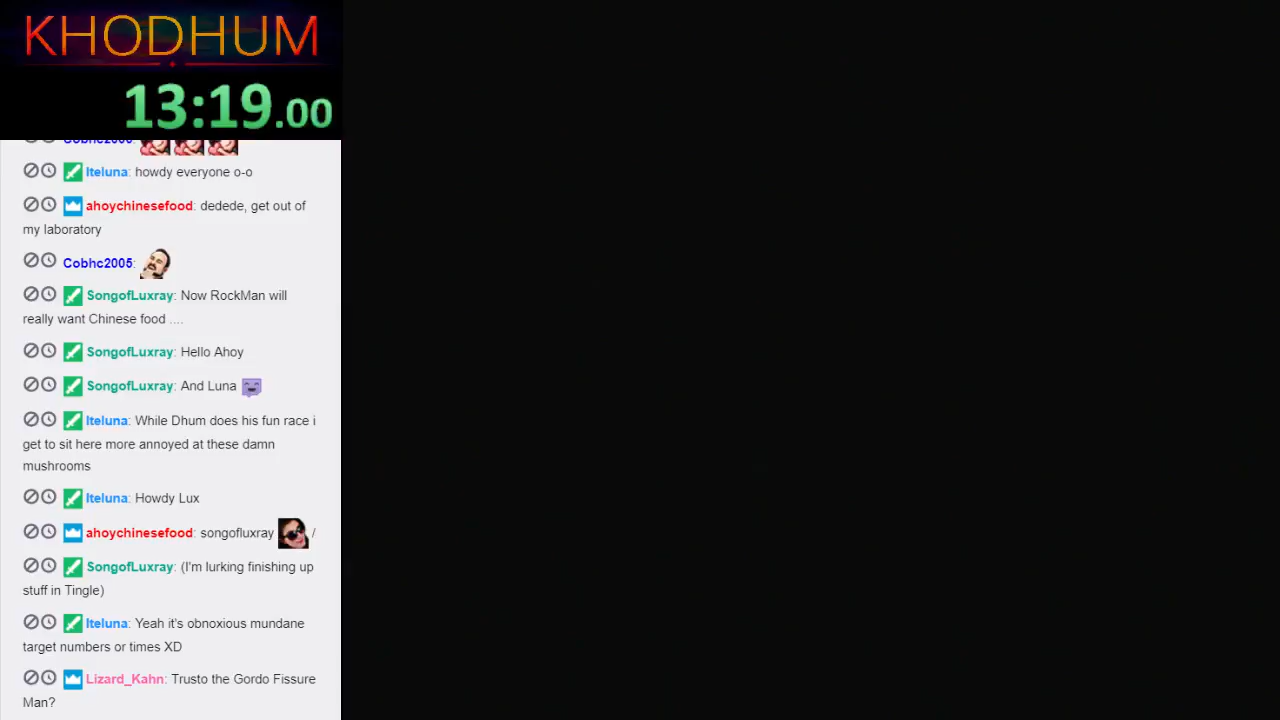 KHODHUM
13:19.00
Cobhc2005:
Iteluna: howdy everyone o-o
ahoychinesefood: dedede, get out of
my laboratory
Cobhc2005:
SongofLuxray: Now RockMan will
really want Chinese food ....
SongofLuxray: Hello Ahoy
SongofLuxray: And Luna
Iteluna: While Dhum does his fun race i
get to sit here more annoyed at these damn
mushrooms
Iteluna: Howdy Lux
ahoychinesefood: songofluxray /
SongofLuxray: (I'm lurking finishing up
stuff in Tingle)
Iteluna: Yeah it's obnoxious mundane
target numbers or times XD
Lizard_Kahn: Trusto the Gordo Fissure
Man?